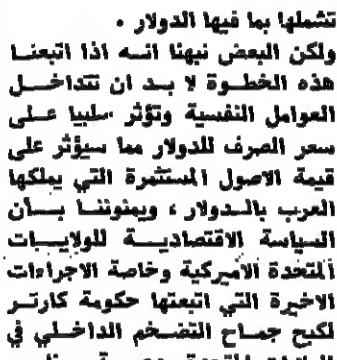 تشملها بما فيها الدولار .
ولكن البعض نبهنا انه اذا اتبعنا
هذه الخطوة لا بد ان تتداخل
العوامل النفسية وتؤثر سلبيا على
سعر الصرف للدولار مما سيؤثر على
قيمة الاصول المستثمرة التي يملكها
العرب بالدولار ، ويمنوننا بأن
السياسة الاقتصادية للولايات
المتحدة الأميركية وخاصة الاجراءات
الاخيرة التي اتبعتها حكومة كارتر
لكبح جماح التضخم الداخلي في